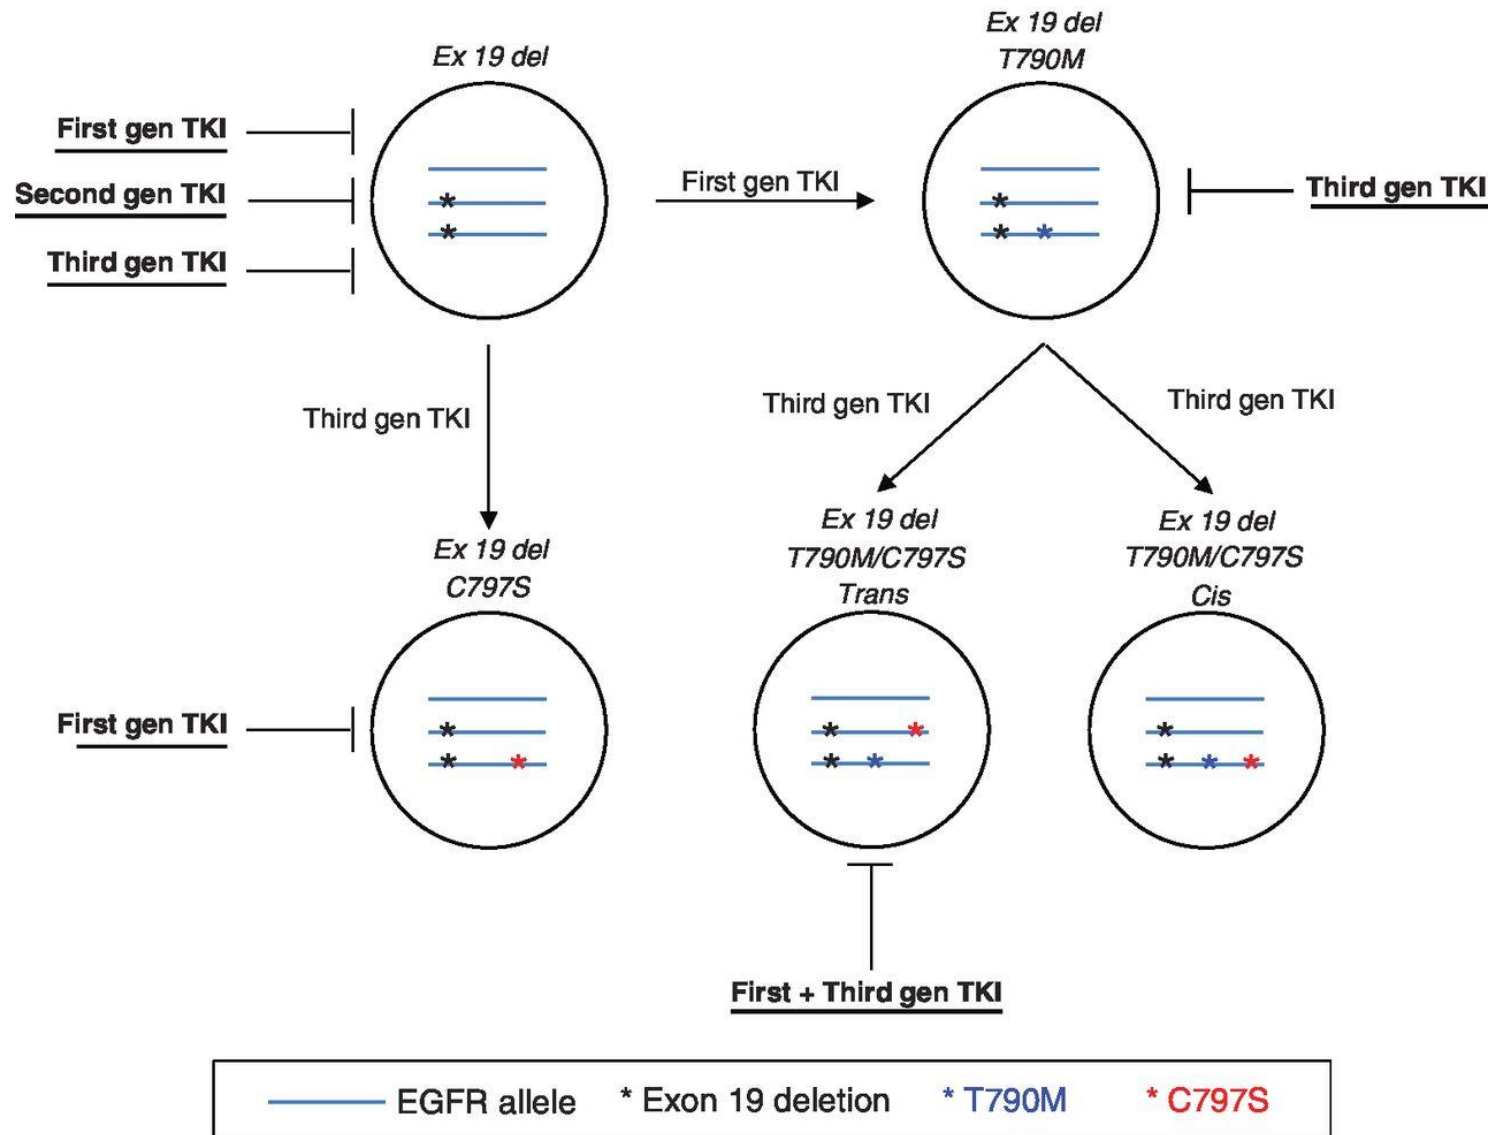 Ex 19 del
Ex 19 del
T790M
First gen TKI
Second gen TKI
Third gen TKI
First gen TKI
Third gen TKI
Third gen TKI
Third gen TKI
Third gen TKI
Ex 19 del
C797S
Ex 19 del
T790M/C797S
Trans
Ex 19 del
T790M/C797S
Cis
First gen TKI
First + Third gen TKI
EGFR allele * Exon 19 deletion * T790M * C797S